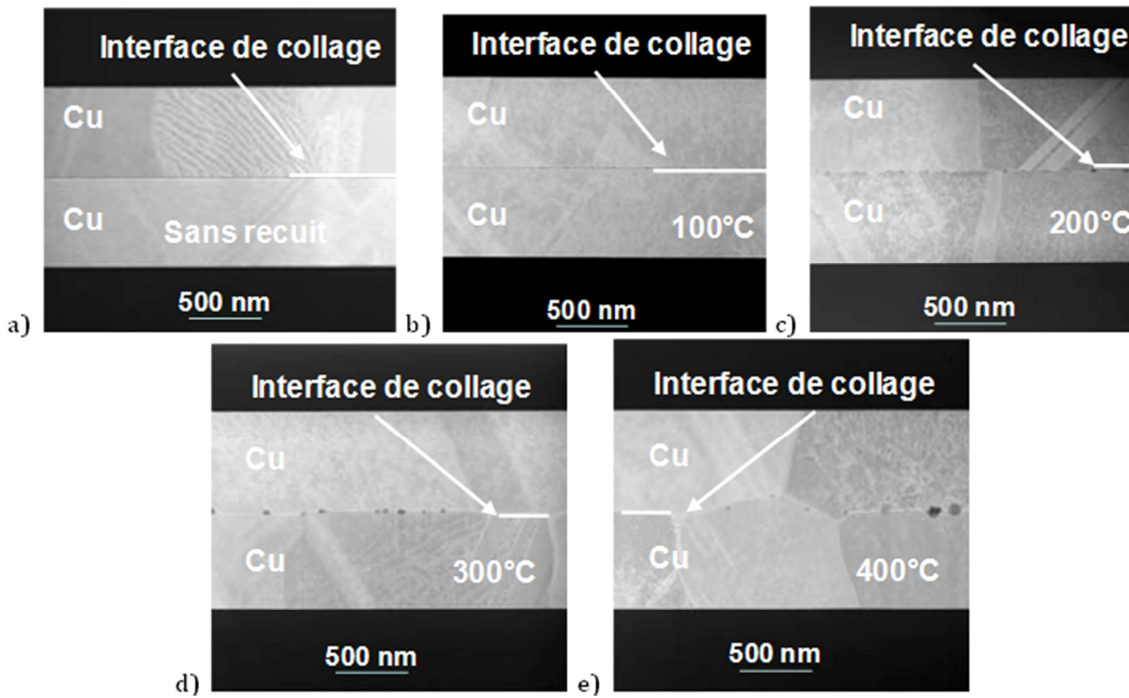 Interface de collage
Cu
Cu
Sans recuit
500 nm
a)
Interface de collage
Cu
Cu
100°C
500 nm
b)
Interface de collage
Cu
Cu
200°C
500 nm
c)
Interface de collage
Cu
Cu
300°C
500 nm
d)
Interface de collage
Cu
Cu
400°C
500 nm
e)